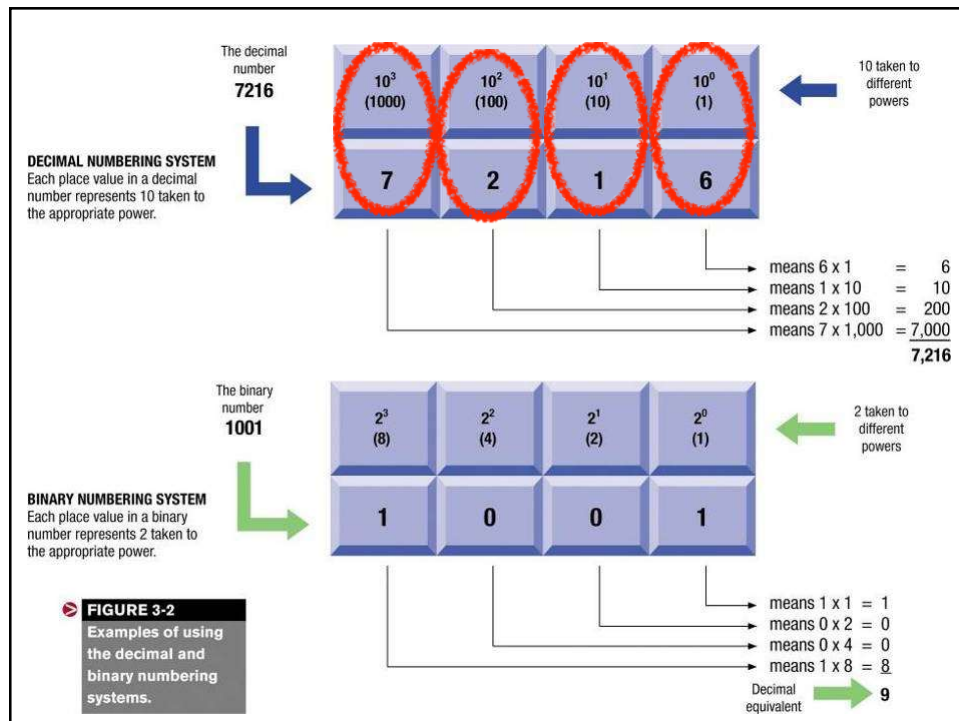 The decimal
number
7216
10³ 10² 10¹ 10⁰
(1000) (100) (10) (1)
10 taken to
different
powers
DECIMAL NUMBERING SYSTEM
Each place value in a decimal
number represents 10 taken to
the appropriate power.
7 2 1 6
means 6 x 1 = 6
means 1 x 10 = 10
means 2 x 100 = 200
means 7 x 1,000 = 7,000
7,216
The binary
number
1001
2³ 2² 2¹ 2⁰
(8) (4) (2) (1)
2 taken to
different
powers
BINARY NUMBERING SYSTEM
Each place value in a binary
number represents 2 taken to
the appropriate power.
1 0 0 1
means 1 x 1 = 1
means 0 x 2 = 0
means 0 x 4 = 0
means 1 x 8 = 8
Decimal
equivalent
9
FIGURE 3-2
Examples of using
the decimal and
binary numbering
systems.